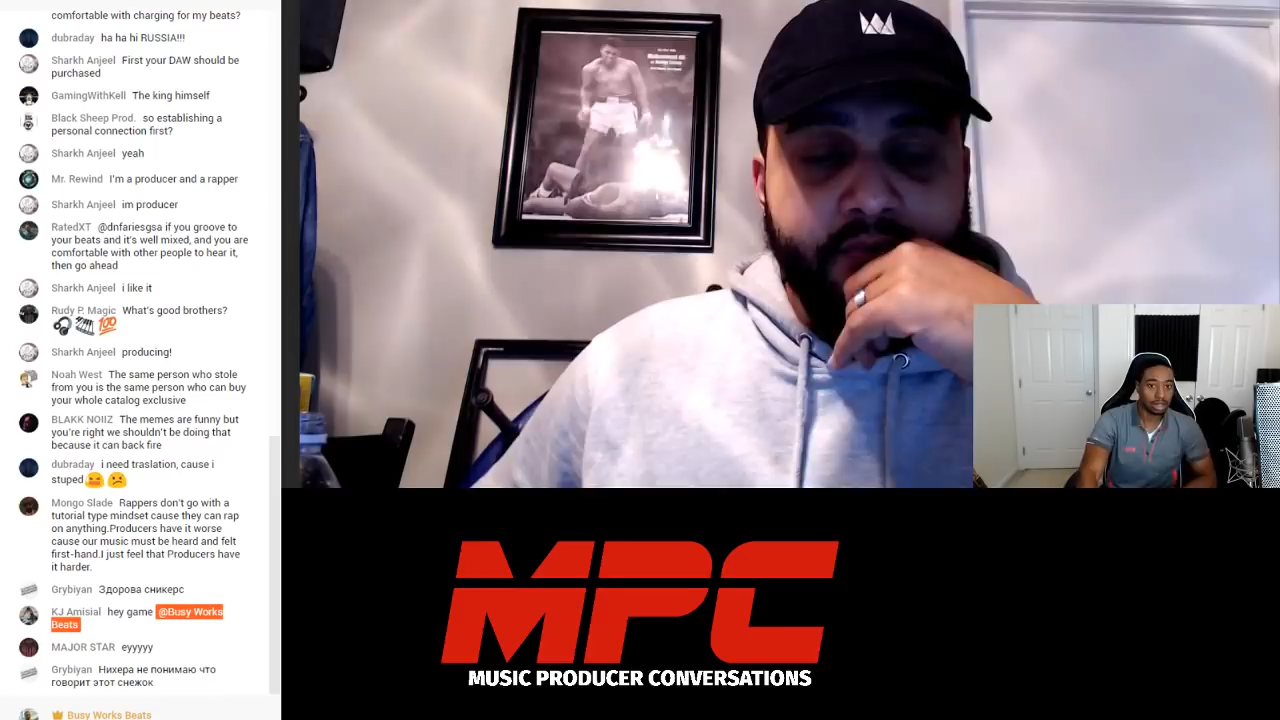 comfortable with charging for my beats?
dubraday ha ha hi RUSSIA!!!
Sharkh Anjeel First your DAW should be
purchased
GamingWithKell The king himself
Black Sheep Prod. so establishing a
personal connection first?
Sharkh Anjeel yeah
Mr. Rewind I'm a producer and a rapper
Sharkh Anjeel im producer
RatedXT @dnfariesgsa if you groove to
your beats and it's well mixed, and you are
comfortable with other people to hear it,
then go ahead
Sharkh Anjeel i like it
Rudy P. Magic What's good brothers?
Sharkh Anjeel producing!
Noah West The same person who stole
from you is the same person who can buy
your whole catalog exclusive
BLAKK NOIIZ The memes are funny but
you're right we shouldn't be doing that
because it can back fire
dubraday i need traslation, cause i
stuped
Mongo Slade Rappers don't go with a
tutorial type mindset cause they can rap
on anything.Producers have it worse
cause our music must be heard and felt
first-hand.I just feel that Producers have
it harder.
Grybiyan Здорова сникерс
KJ Amisial hey game @Busy Works
Beats
MAJOR STAR eyyyyy
Grybiyan Нихера не понимаю что
говорит этот снежок
Busy Works Beats
MPC
MUSIC PRODUCER CONVERSATIONS